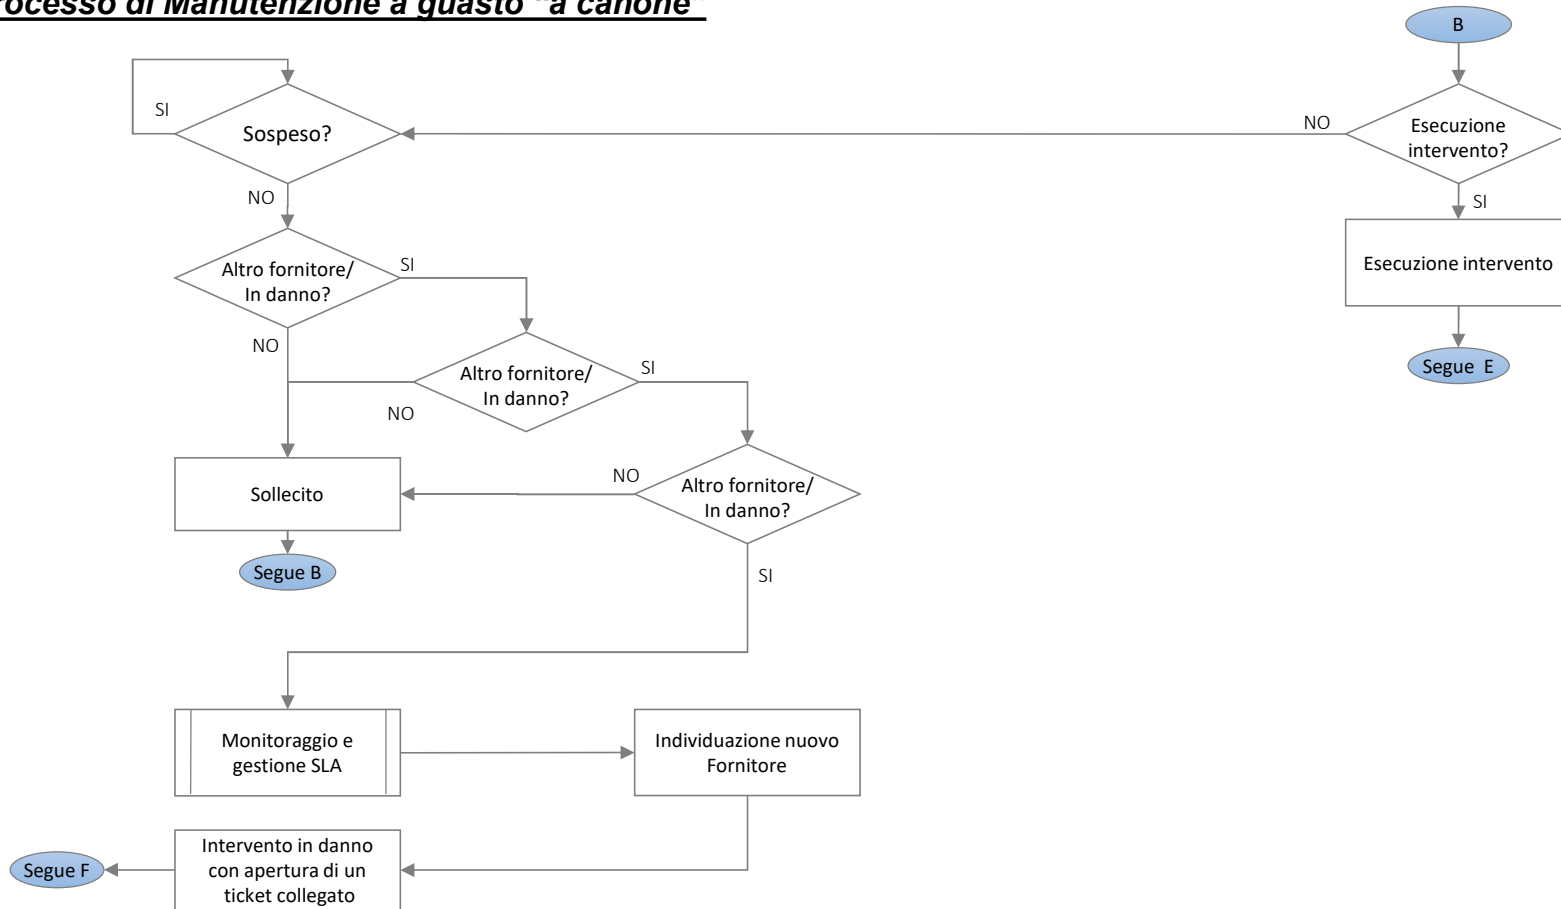 rocesso di Manutenzione a guasto "a canone"
B
SI
Sospeso?
NO
Esecuzione
intervento?
NO
SI
Altro fornitore/
In danno?
SI
Esecuzione intervento
NO
Altro fornitore/
In danno?
SI
Segue E
NO
Sollecito
NO
Altro fornitore/
In danno?
Segue B
SI
Monitoraggio e
gestione SLA
Individuazione nuovo
Fornitore
Intervento in danno
con apertura di un
ticket collegato
Segue F